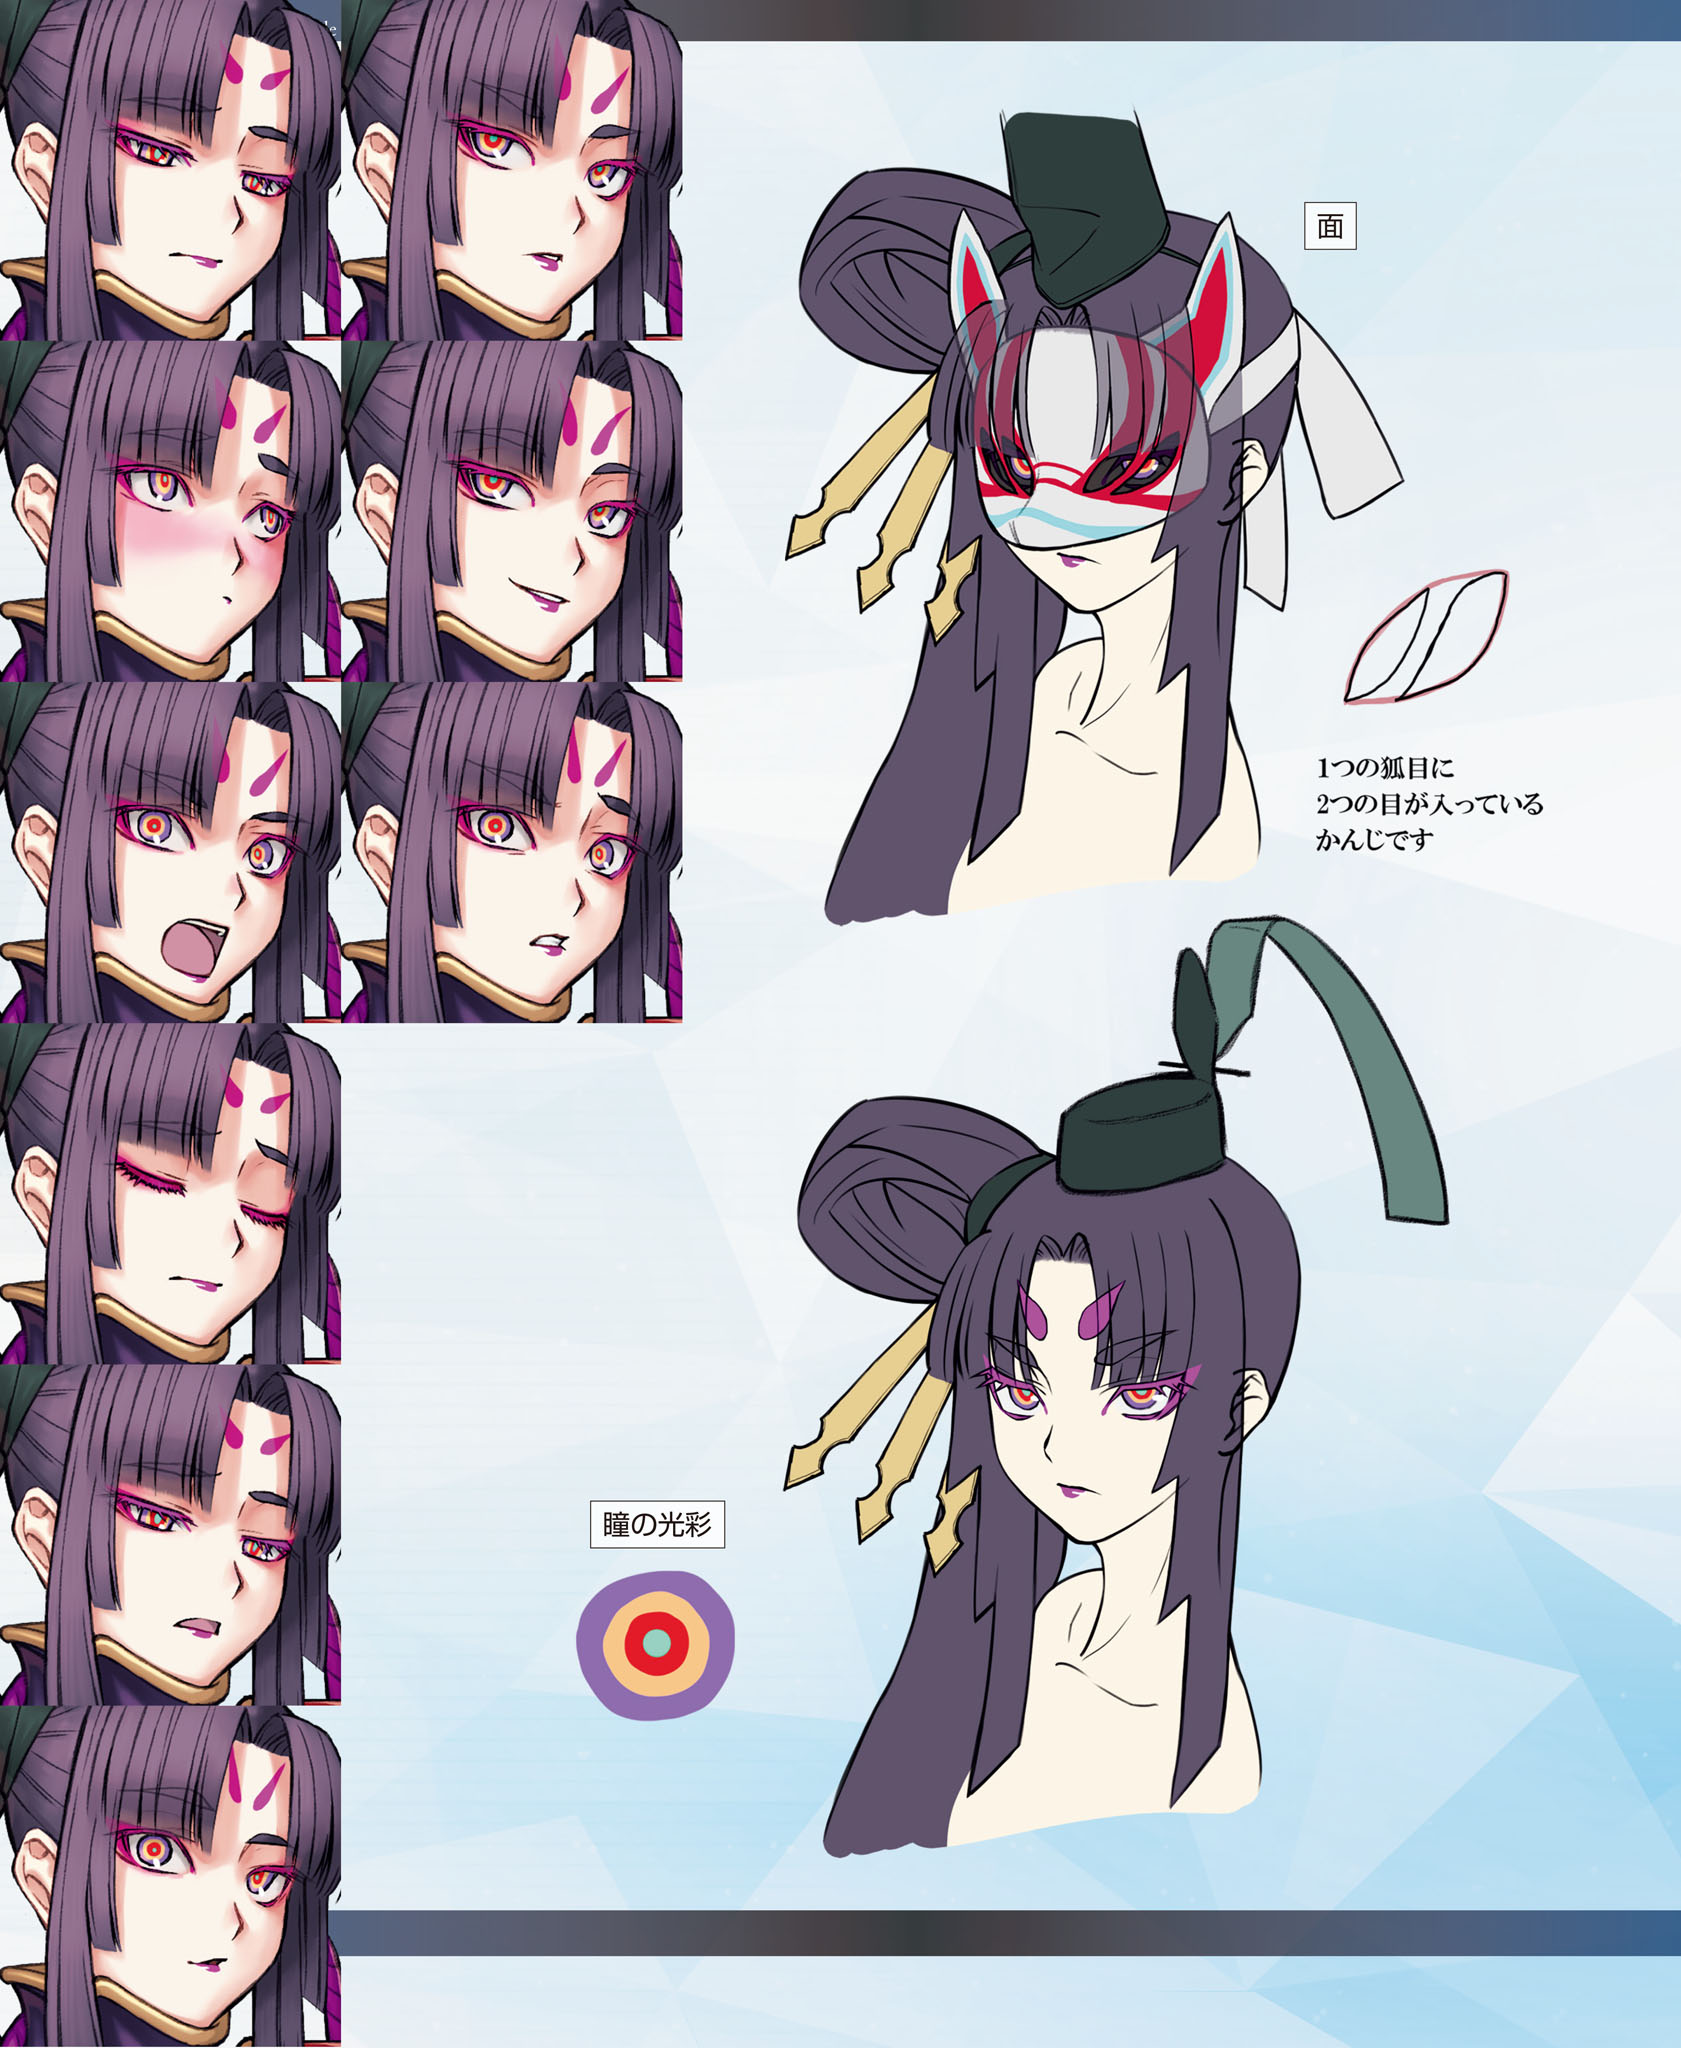 面
1つの狐目に
2つの目が入っている
かんじです
瞳の光彩